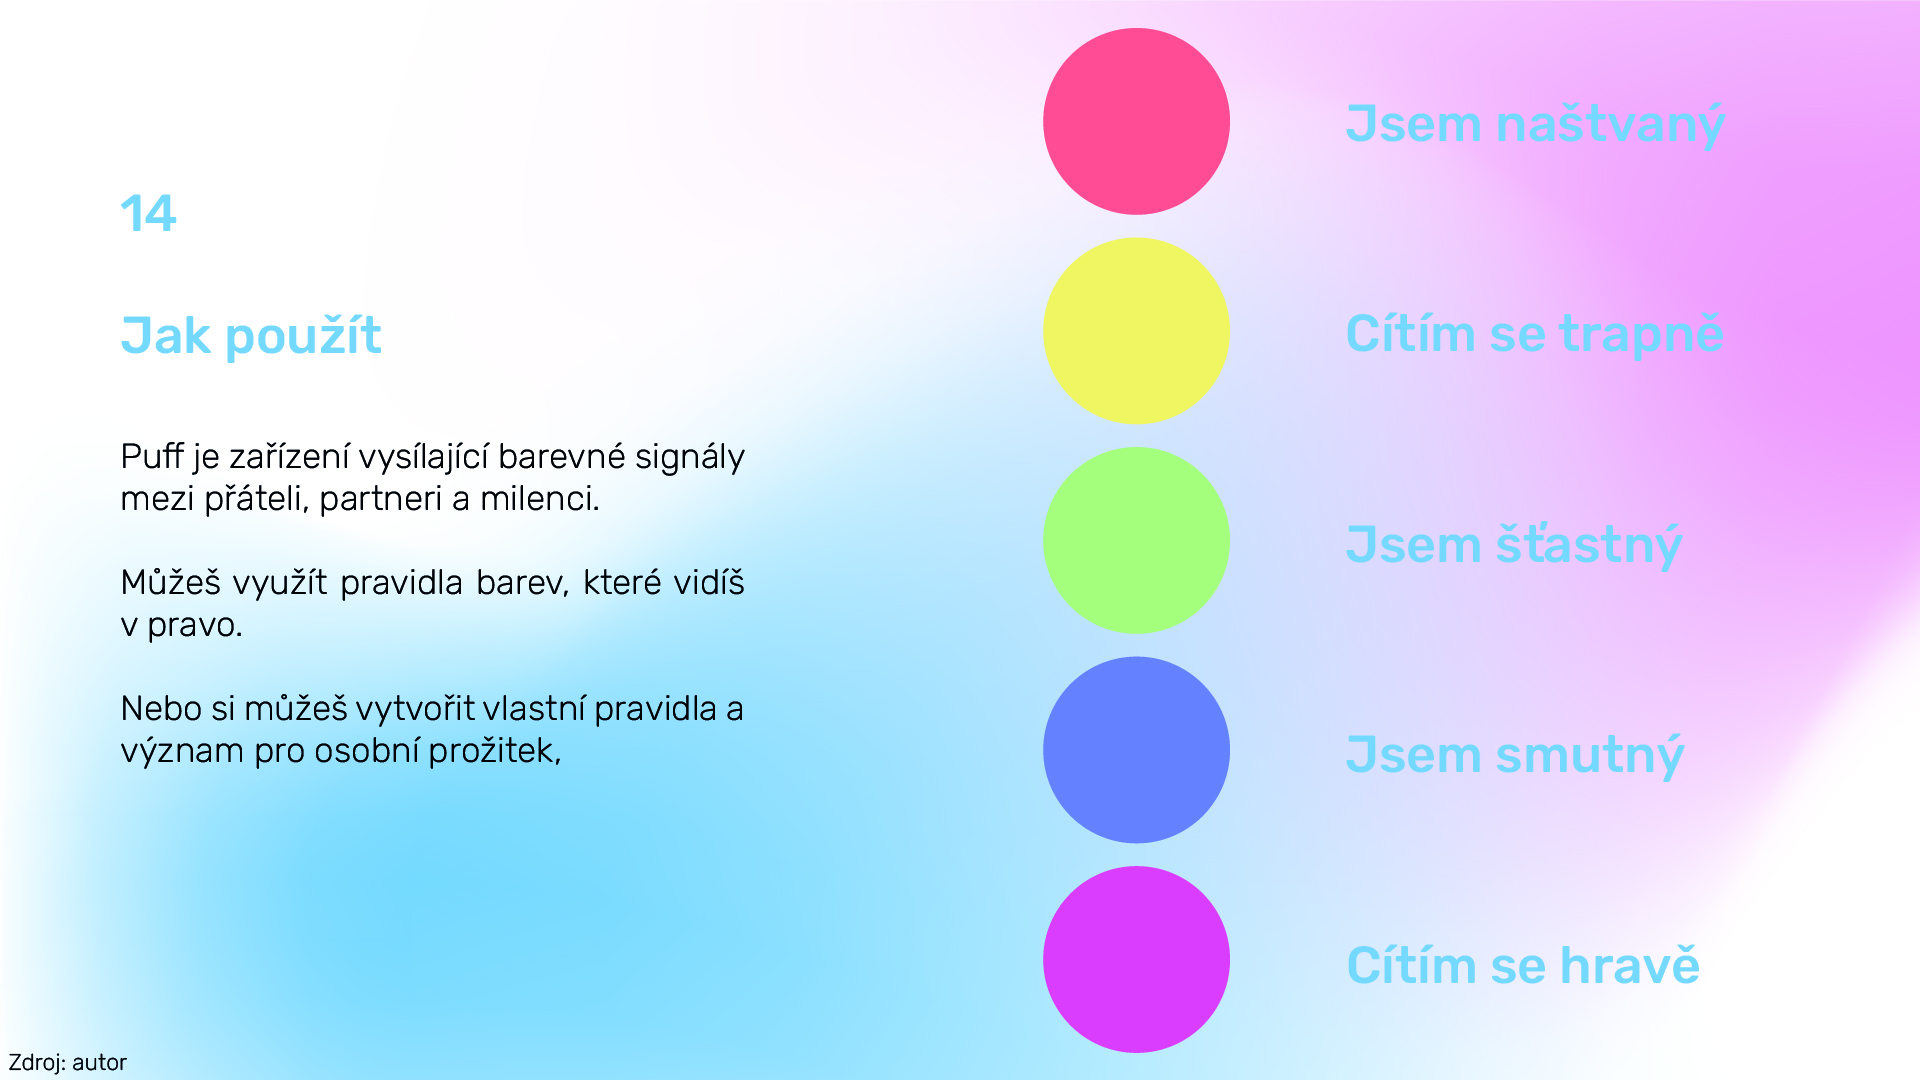 14
Jak použít
Puff je zařízení vysílající barevné signály
mezi přáteli, partneri a milenci.
Můžeš využít pravidla barev, které vidíš
v pravo.
Nebo si můžeš vytvořit vlastní pravidla a
význam pro osobní prožitek,
Jsem naštvaný
Cítím se trapně
Jsem šťastný
Jsem smutný
Cítím se hravě
Zdroj: autor